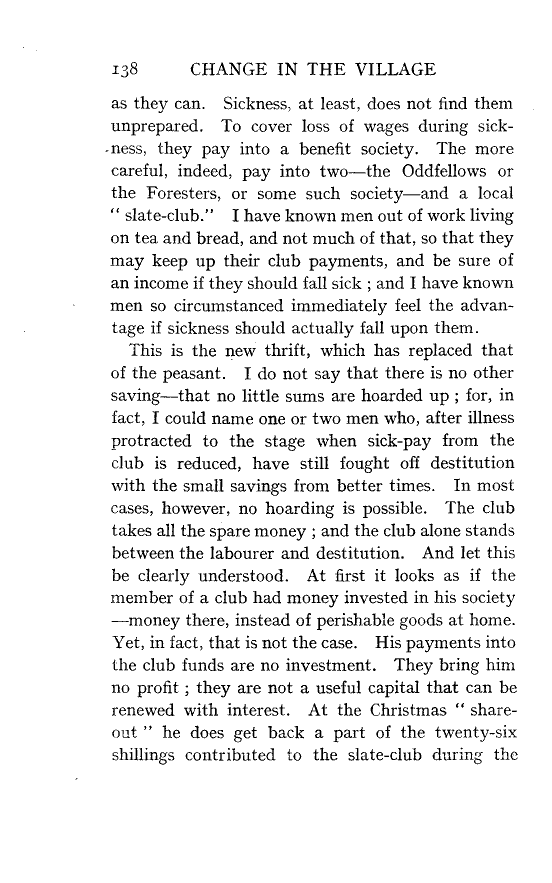 138 CHANGE IN THE VILLAGE
as they can. Sickness, at least, does not find them
unprepared. To cover loss of wages during sick-
ness, they pay into a benefit society. The more
careful, indeed, pay into two—the Oddfellows or
the Foresters, or some such society—and a local
“ slate-club.” I have known men out of work living
on tea and bread, and not much of that, so that they
may keep up their club payments, and be sure of
an income if they should fall sick ; and I have known
men so circumstanced immediately feel the advan-
tage if sickness should actually fall upon them.
This is the new thrift, which has replaced that
of the peasant. I do not say that there is no other
saving—that no little sums are hoarded up ; for, in
fact, I could name one or two men who, after illness
protracted to the stage when sick-pay from the
club is reduced, have still fought off destitution
with the small savings from better times. In most
cases, however, no hoarding is possible. The club
takes all the spare money ; and the club alone stands
between the labourer and destitution. And let this
be clearly understood. At first it looks as if the
member of a club had money invested in his society
—money there, instead of perishable goods at home.
Yet, in fact, that is not the case. His payments into
the club funds are no investment. They bring him
no profit ; they are not a useful capital that can be
renewed with interest. At the Christmas “ share-
out ” he does get back a part of the twenty-six
shillings contributed to the slate-club during the